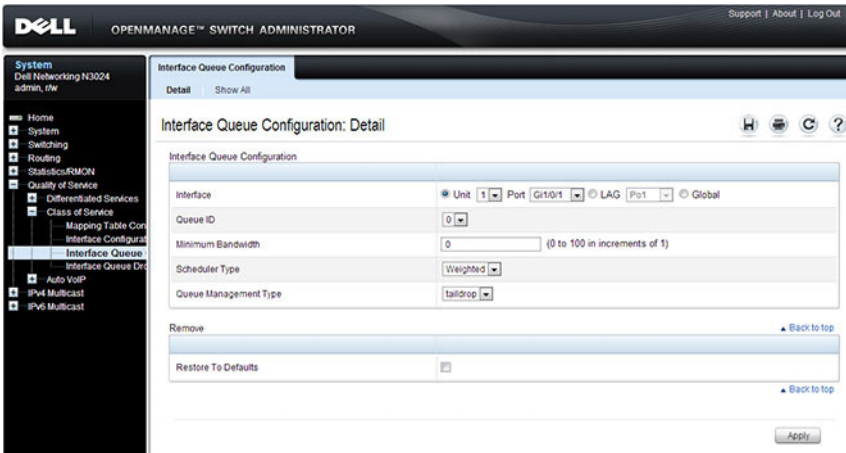 Support | About | Log Out
DELL OPENMANAGE™ SWITCH ADMINISTRATOR
System
Dell Networking N3024
admin, r/w
Home
System
Switching
Routing
Statistics/RMON
Quality of Service
Differentiated Services
Class of Service
Mapping Table Con
Interface Configurat
Interface Queue
Interface Queue Dro
Auto VoIP
IPv4 Multicast
IPv6 Multicast
Interface Queue Configuration
Detail Show All
Interface Queue Configuration: Detail
H C ?
Interface Queue Configuration
Interface Unit 1 Port Gi1/0/1 LAG Po1 Global
Queue ID 0
Minimum Bandwidth 0 (0 to 100 in increments of 1)
Scheduler Type Weighted
Queue Management Type taildrop
Remove ▲ Back to top
Restore To Defaults
▲ Back to top
Apply